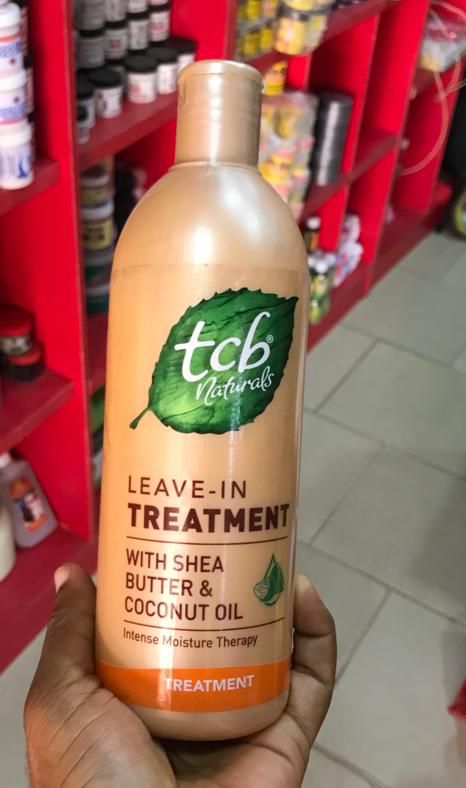 tcb®
Naturals
LEAVE-IN
TREATMENT
WITH SHEA
BUTTER &
COCONUT OIL
Intense Moisture Therapy
TREATMENT